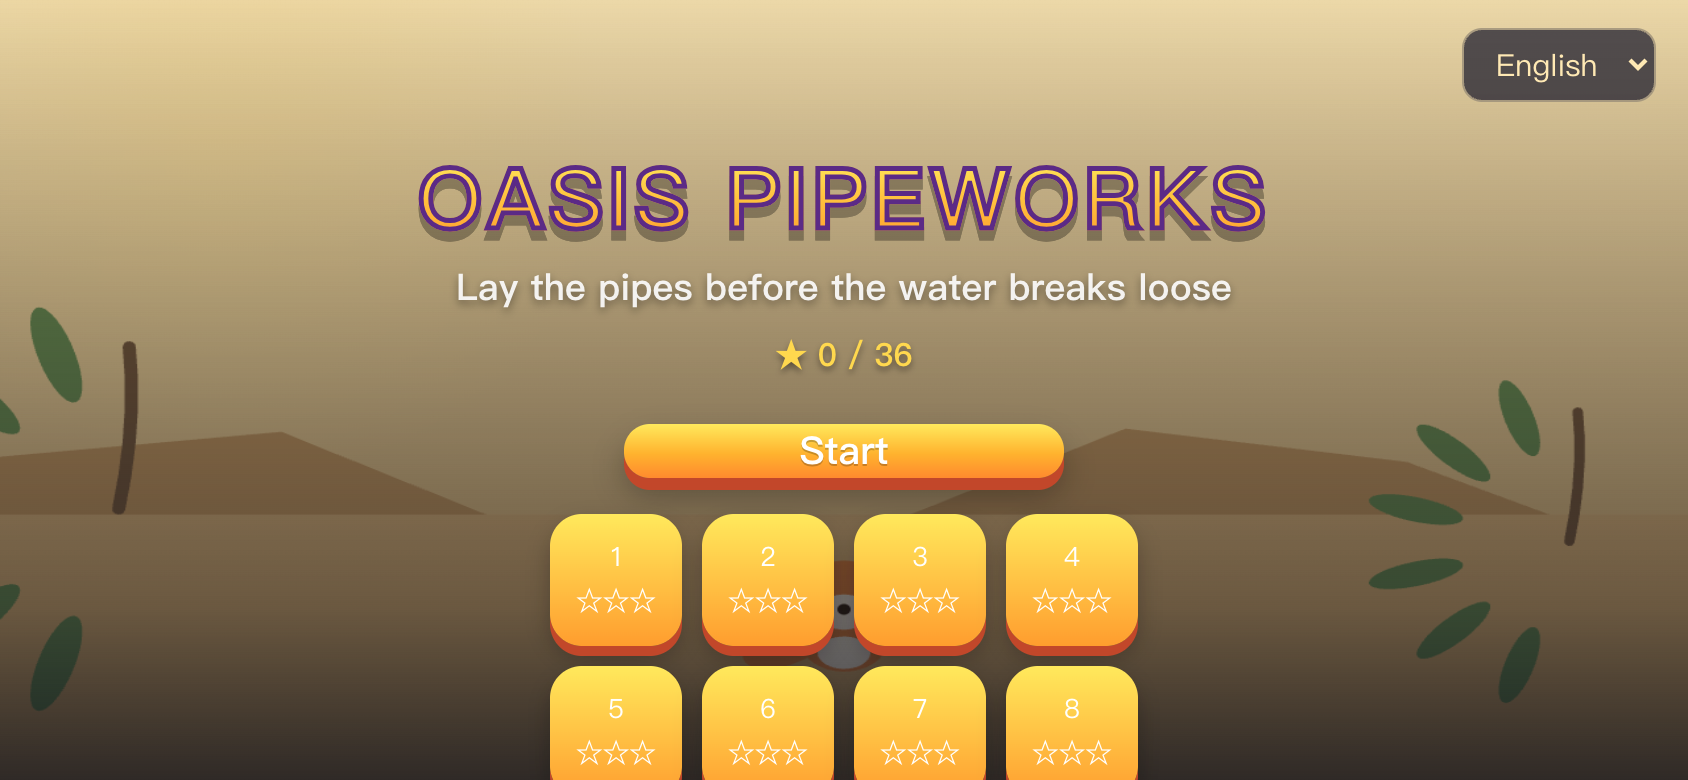 English
OASIS PIPEWORKS
Lay the pipes before the water breaks loose
★ 0 / 36
Start
1 2 3 4
☆☆☆ ☆☆☆ ☆☆☆ ☆☆☆
5 6 7 8
☆☆☆ ☆☆☆ ☆☆☆ ☆☆☆